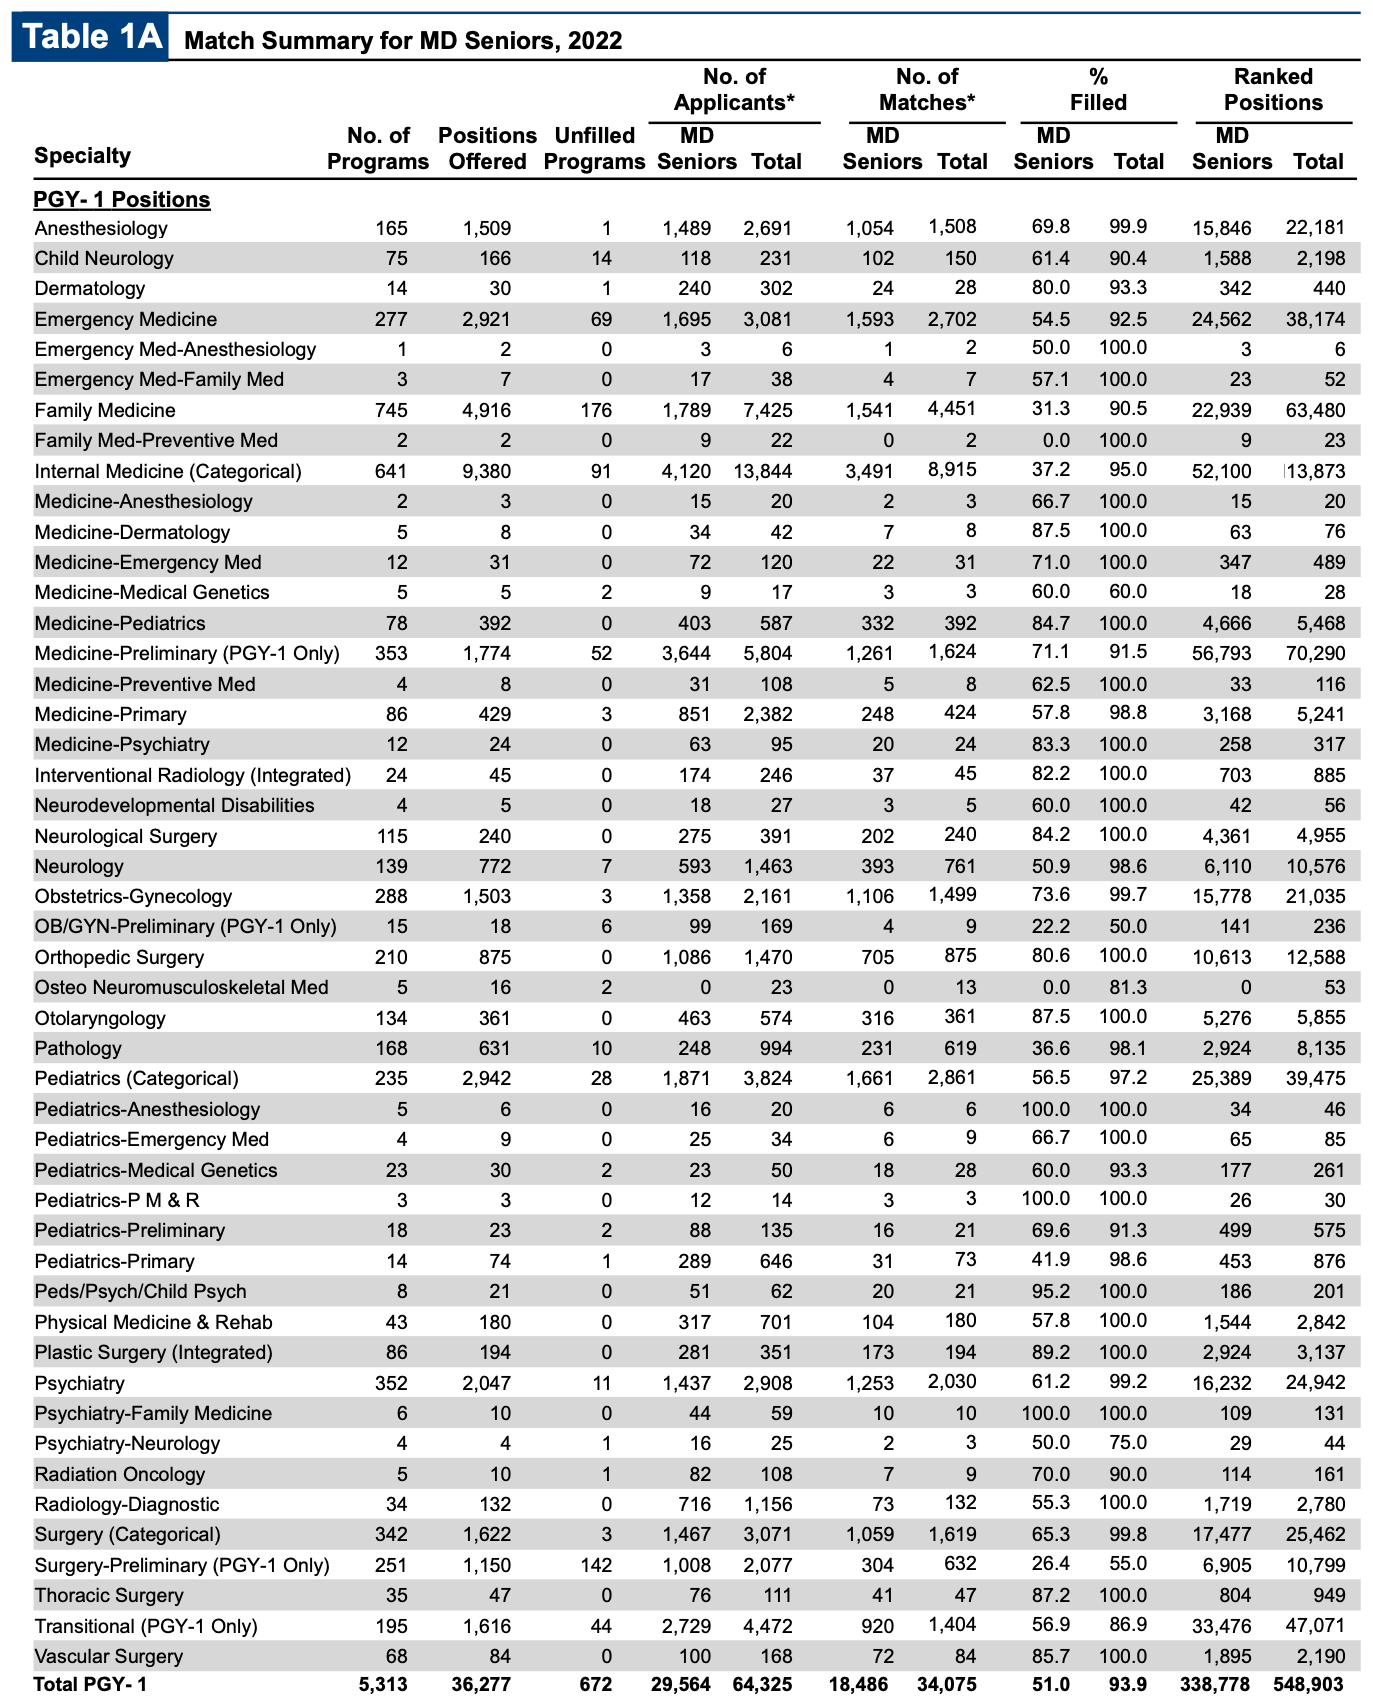 Table 1A Match Summary for MD Seniors, 2022
No. of No. of % Ranked
Applicants* Matches* Filled Positions
No. of Positions Unfilled MD MD MD MD
Specialty Programs Offered Programs Seniors Total Seniors Total Seniors Total Seniors Total
PGY- 1 Positions
Anesthesiology 165 1,509 1 1,489 2,691 1,054 1,508 69.8 99.9 15,846 22,181
Child Neurology 75 166 14 118 231 102 150 61.4 90.4 1,588 2,198
Dermatology 14 30 1 240 302 24 28 80.0 93.3 342 440
Emergency Medicine 277 2,921 69 1,695 3,081 1,593 2,702 54.5 92.5 24,562 38,174
Emergency Med-Anesthesiology 1 2 0 3 6 1 2 50.0 100.0 3 6
Emergency Med-Family Med 3 7 0 17 38 4 7 57.1 100.0 23 52
Family Medicine 745 4,916 176 1,789 7,425 1,541 4,451 31.3 90.5 22,939 63,480
Family Med-Preventive Med 2 2 0 9 22 0 2 0.0 100.0 9 23
Internal Medicine (Categorical) 641 9,380 91 4,120 13,844 3,491 8,915 37.2 95.0 52,100 113,873
Medicine-Anesthesiology 2 3 0 15 20 2 3 66.7 100.0 15 20
Medicine-Dermatology 5 8 0 34 42 7 8 87.5 100.0 63 76
Medicine-Emergency Med 12 31 0 72 120 22 31 71.0 100.0 347 489
Medicine-Medical Genetics 5 5 2 9 17 3 3 60.0 60.0 18 28
Medicine-Pediatrics 78 392 0 403 587 332 392 84.7 100.0 4,666 5,468
Medicine-Preliminary (PGY-1 Only) 353 1,774 52 3,644 5,804 1,261 1,624 71.1 91.5 56,793 70,290
Medicine-Preventive Med 4 8 0 31 108 5 8 62.5 100.0 33 116
Medicine-Primary 86 429 3 851 2,382 248 424 57.8 98.8 3,168 5,241
Medicine-Psychiatry 12 24 0 63 95 20 24 83.3 100.0 258 317
Interventional Radiology (Integrated) 24 45 0 174 246 37 45 82.2 100.0 703 885
Neurodevelopmental Disabilities 4 5 0 18 27 3 5 60.0 100.0 42 56
Neurological Surgery 115 240 0 275 391 202 240 84.2 100.0 4,361 4,955
Neurology 139 772 7 593 1,463 393 761 50.9 98.6 6,110 10,576
Obstetrics-Gynecology 288 1,503 3 1,358 2,161 1,106 1,499 73.6 99.7 15,778 21,035
OB/GYN-Preliminary (PGY-1 Only) 15 18 6 99 169 4 9 22.2 50.0 141 236
Orthopedic Surgery 210 875 0 1,086 1,470 705 875 80.6 100.0 10,613 12,588
Osteo Neuromusculoskeletal Med 5 16 2 0 23 0 13 0.0 81.3 0 53
Otolaryngology 134 361 0 463 574 316 361 87.5 100.0 5,276 5,855
Pathology 168 631 10 248 994 231 619 36.6 98.1 2,924 8,135
Pediatrics (Categorical) 235 2,942 28 1,871 3,824 1,661 2,861 56.5 97.2 25,389 39,475
Pediatrics-Anesthesiology 5 6 0 16 20 6 6 100.0 100.0 34 46
Pediatrics-Emergency Med 4 9 0 25 34 6 9 66.7 100.0 65 85
Pediatrics-Medical Genetics 23 30 2 23 50 18 28 60.0 93.3 177 261
Pediatrics-P M & R 3 3 0 12 14 3 3 100.0 100.0 26 30
Pediatrics-Preliminary 18 23 2 88 135 16 21 69.6 91.3 499 575
Pediatrics-Primary 14 74 1 289 646 31 73 41.9 98.6 453 876
Peds/Psych/Child Psych 8 21 0 51 62 20 21 95.2 100.0 186 201
Physical Medicine & Rehab 43 180 0 317 701 104 180 57.8 100.0 1,544 2,842
Plastic Surgery (Integrated) 86 194 0 281 351 173 194 89.2 100.0 2,924 3,137
Psychiatry 352 2,047 11 1,437 2,908 1,253 2,030 61.2 99.2 16,232 24,942
Psychiatry-Family Medicine 6 10 0 44 59 10 10 100.0 100.0 109 131
Psychiatry-Neurology 4 4 1 16 25 2 3 50.0 75.0 29 44
Radiation Oncology 5 10 1 82 108 7 9 70.0 90.0 114 161
Radiology-Diagnostic 34 132 0 716 1,156 73 132 55.3 100.0 1,719 2,780
Surgery (Categorical) 342 1,622 3 1,467 3,071 1,059 1,619 65.3 99.8 17,477 25,462
Surgery-Preliminary (PGY-1 Only) 251 1,150 142 1,008 2,077 304 632 26.4 55.0 6,905 10,799
Thoracic Surgery 35 47 0 76 111 41 47 87.2 100.0 804 949
Transitional (PGY-1 Only) 195 1,616 44 2,729 4,472 920 1,404 56.9 86.9 33,476 47,071
Vascular Surgery 68 84 0 100 168 72 84 85.7 100.0 1,895 2,190
Total PGY- 1 5,313 36,277 672 29,564 64,325 18,486 34,075 51.0 93.9 338,778 548,903